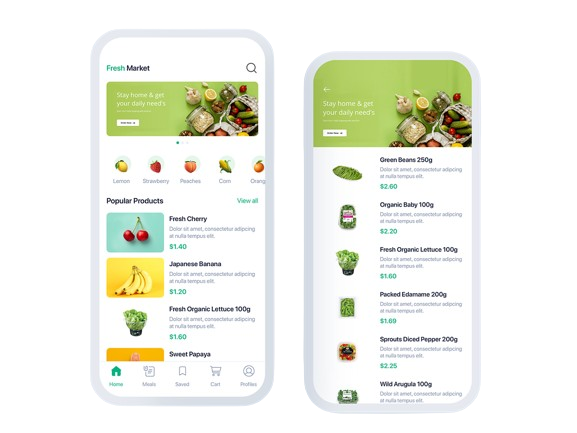 Fresh Market
Stay home & get
your daily need's
Lemon
Strawberry
Peaches
Corn
Orang
Popular Products
View all
Fresh Cherry
Dolor sit amet, consectetur adipiscing
at nulla tempus elit.
$1.40
Japanese Banana
Dolor sit amet, consectetur adipcing
at nulla tempus elit.
$1.20
Fresh Organic Lettuce 100g
Dolor sit amet, consectetur adipcing
at nulla tempus elit.
$1.60
Sweet Papaya
Home
Meals
Saved
Cart
Profiles
Stay home & get
your daily need's
Green Beans 250g
Dolor sit amet, consectetur adipcing
at nulla tempus elit.
$2.60
Organic Baby 100g
Dolor sit amet, consectetur adipcing
at nulla tempus elit.
$2.20
Fresh Organic Lettuce 100g
Dolor sit amet, consectetur adipcing
at nulla tempus elit.
$1.60
Packed Edamame 200g
Dolor sit amet, consectetur adipcing
at nulla tempus elit.
$1.69
Sprouts Diced Pepper 200g
Dolor sit amet, consectetur adipcing
at nulla tempus elit.
$2.25
Wild Arugula 100g
Dolor sit amet, consectetur adipcing
at nulla tempus elit.